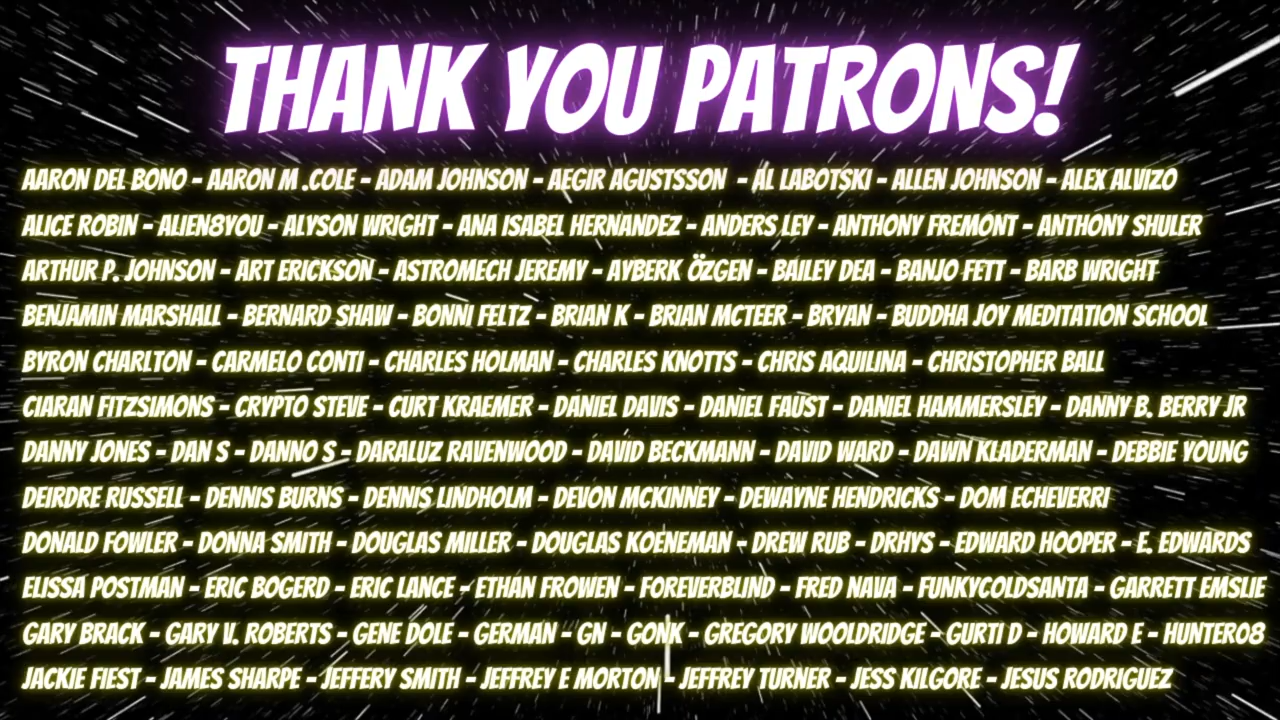 THANK YOU PATRONS!
AARON DEL BONO - AARON M .COLE - ADAM JOHNSON - AEGIR AGUSTSSON - AL LABOTSKI - ALLEN JOHNSON - ALEX ALVIZO
ALICE ROBIN - ALIEN8YOU - ALYSON WRIGHT - ANA ISABEL HERNANDEZ - ANDERS LEY - ANTHONY FREMONT - ANTHONY SHULER
ARTHUR P. JOHNSON - ART ERICKSON - ASTROMECH JEREMY - AYBERK ÖZGEN - BAILEY DEA - BANJO FETT - BARB WRIGHT
BENJAMIN MARSHALL - BERNARD SHAW - BONNI FELTZ - BRIAN K - BRIAN MCTEER - BRYAN - BUDDHA JOY MEDITATION SCHOOL
BYRON CHARLTON - CARMELO CONTI - CHARLES HOLMAN - CHARLES KNOTTS - CHRIS AQUILINA - CHRISTOPHER BALL
CIARAN FITZSIMONS - CRYPTO STEVE - CURT KRAEMER - DANIEL DAVIS - DANIEL FAUST - DANIEL HAMMERSLEY - DANNY B. BERRY JR
DANNY JONES - DAN S - DANNO S - DARALUZ RAVENWOOD - DAVID BECKMANN - DAVID WARD - DAWN KLADERMAN - DEBBIE YOUNG
DEIRDRE RUSSELL - DENNIS BURNS - DENNIS LINDHOLM - DEVON MCKINNEY - DEWAYNE HENDRICKS - DOM ECHEVERRI
DONALD FOWLER - DONNA SMITH - DOUGLAS MILLER - DOUGLAS KOENEMAN - DREW RUB - DRHYS - EDWARD HOOPER - E. EDWARDS
ELISSA POSTMAN - ERIC BOGERD - ERIC LANCE - ETHAN FROWEN - FOREVERBLIND - FRED NAVA - FUNKYCOLDSANTA - GARRETT EMSLIE
GARY BRACK - GARY V. ROBERTS - GENE DOLE - GERMAN - GN - GONK - GREGORY WOOLDRIDGE - GURTI D - HOWARD E - HUNTER08
JACKIE FIEST - JAMES SHARPE - JEFFERY SMITH - JEFFREY E MORTON - JEFFREY TURNER - JESS KILGORE - JESUS RODRIGUEZ